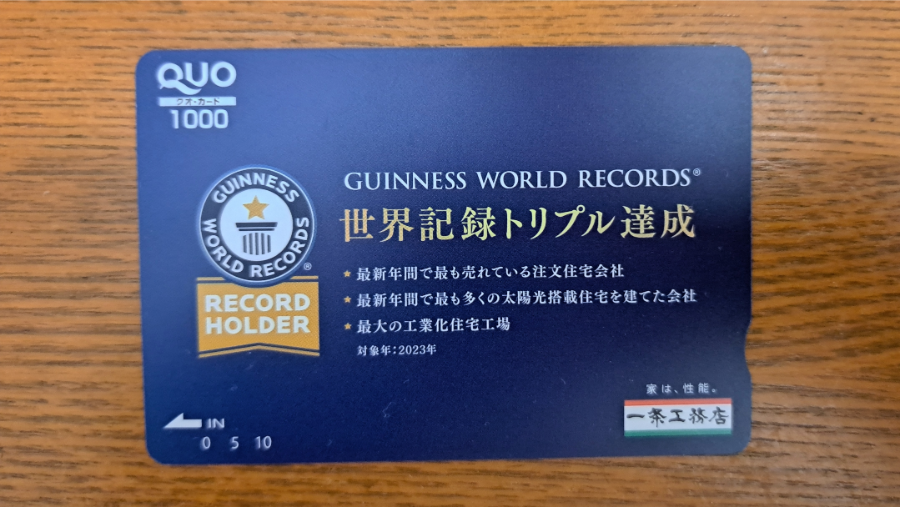 QUO
クオ・カード
1000
GUINNESS WORLD RECORDS®
GUINNESS WORLD RECORDS®
RECORD HOLDER
世界記録トリプル達成
★ 最新年間で最も売れている注文住宅会社
★ 最新年間で最も多くの太陽光搭載住宅を建てた会社
★ 最大の工業化住宅工場
対象年：2023年
家は、性能。
一条工務店
IN
0 5 10